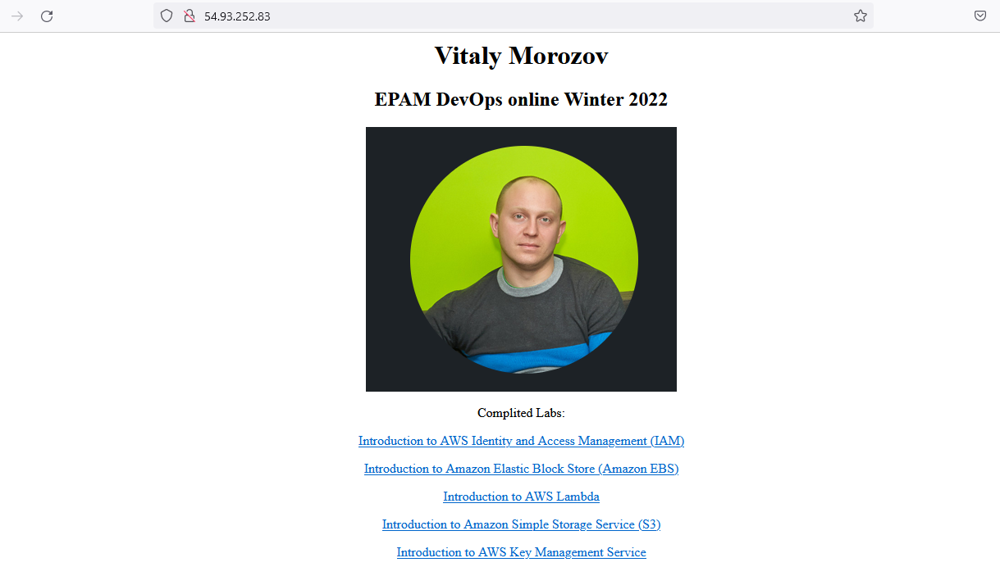 54.93.252.83
Vitaly Morozov
EPAM DevOps online Winter 2022
Complited Labs:
Introduction to AWS Identity and Access Management (IAM)
Introduction to Amazon Elastic Block Store (Amazon EBS)
Introduction to AWS Lambda
Introduction to Amazon Simple Storage Service (S3)
Introduction to AWS Key Management Service